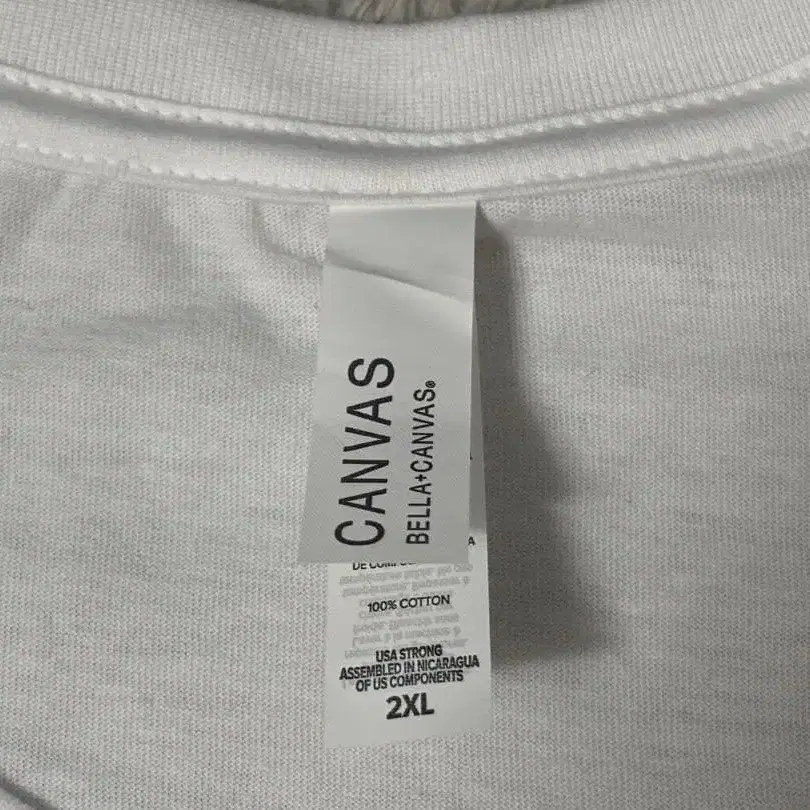 CANVAS
BELLA+CANVAS®
100% COTTON
USA STRONG
ASSEMBLED IN NICARAGUA
OF US COMPONENTS
2XL